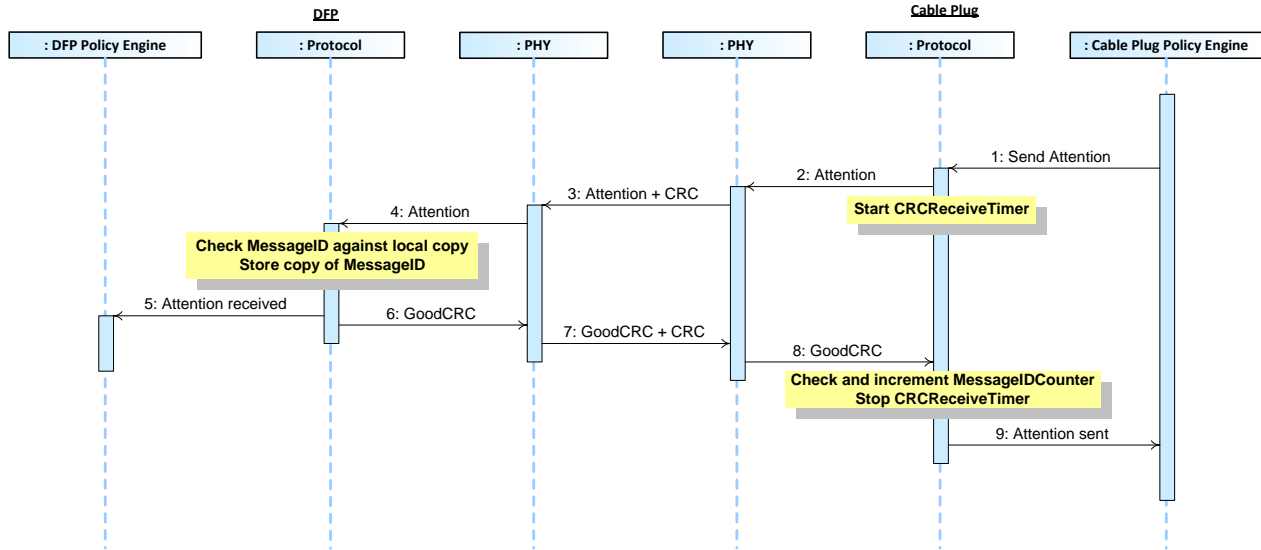 DFP
Cable Plug
: DFP Policy Engine
: Protocol
: PHY
: PHY
: Protocol
: Cable Plug Policy Engine
1: Send Attention
2: Attention
3: Attention + CRC
Start CRCReceiveTimer
4: Attention
Check MessageID against local copy
Store copy of MessageID
5: Attention received
6: GoodCRC
7: GoodCRC + CRC
8: GoodCRC
Check and increment MessageIDCounter
Stop CRCReceiveTimer
9: Attention sent